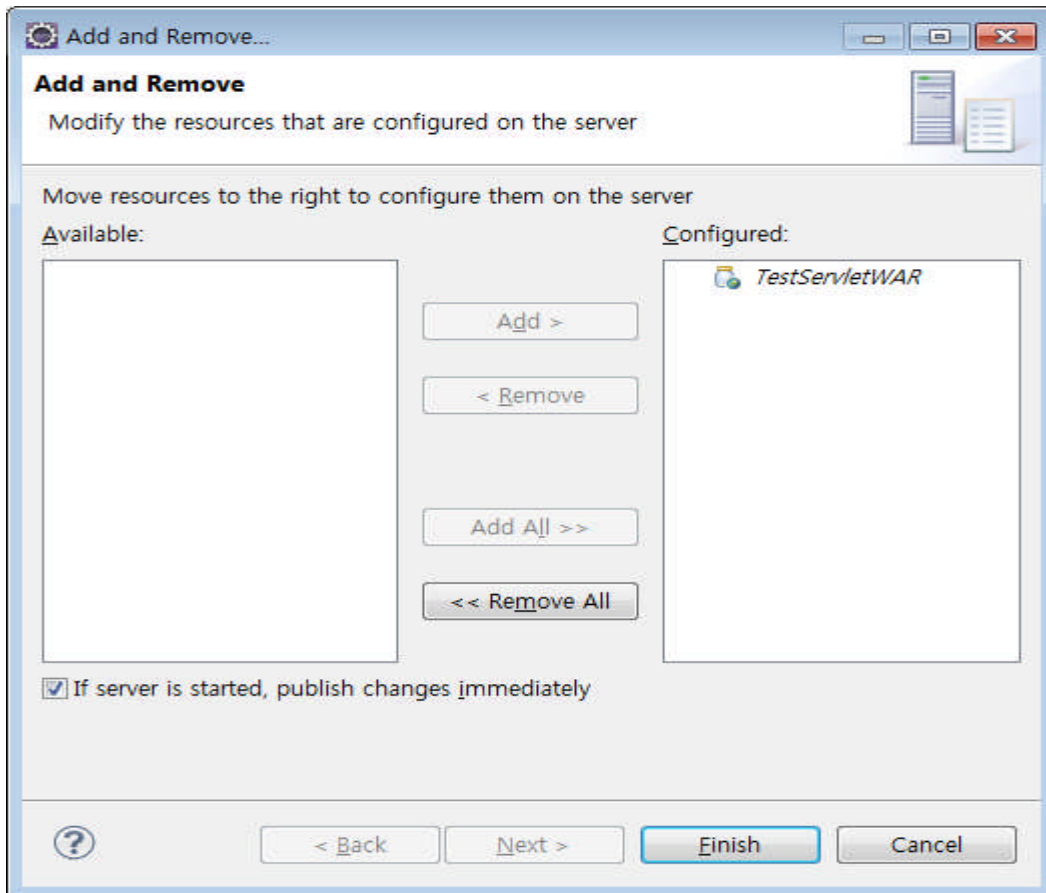 Add and Remove...
Add and Remove
Modify the resources that are configured on the server
Move resources to the right to configure them on the server
Available:
Configured:
TestServletWAR
Add >
< Remove
Add All >>
<< Remove All
If server is started, publish changes immediately
?
< Back
Next >
Finish
Cancel